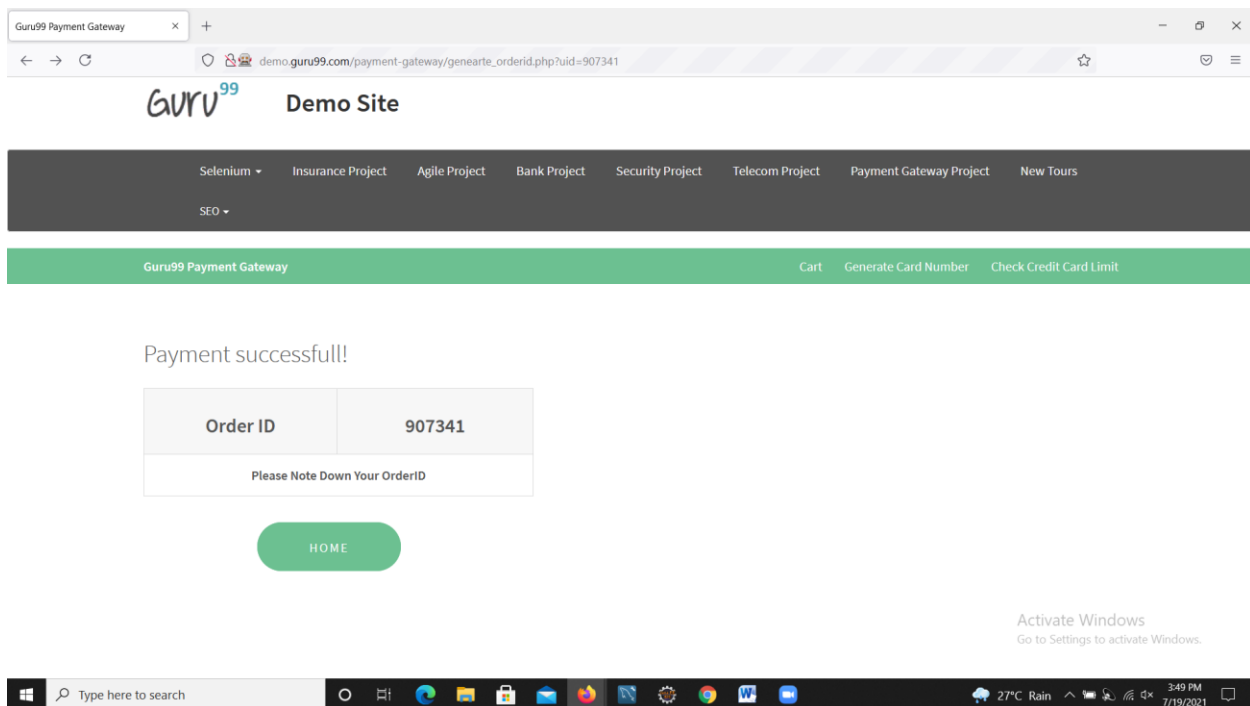 Guru99 Payment Gateway
demo.guru99.com/payment-gateway/genearte_orderid.php?uid=907341
Guru99 Demo Site
Selenium Insurance Project Agile Project Bank Project Security Project Telecom Project Payment Gateway Project New Tours
SEO
Guru99 Payment Gateway Cart Generate Card Number Check Credit Card Limit
Payment successfull!
Order ID 907341
Please Note Down Your OrderID
HOME
Activate Windows
Go to Settings to activate Windows.
Type here to search 27°C Rain 3:49 PM
7/19/2021